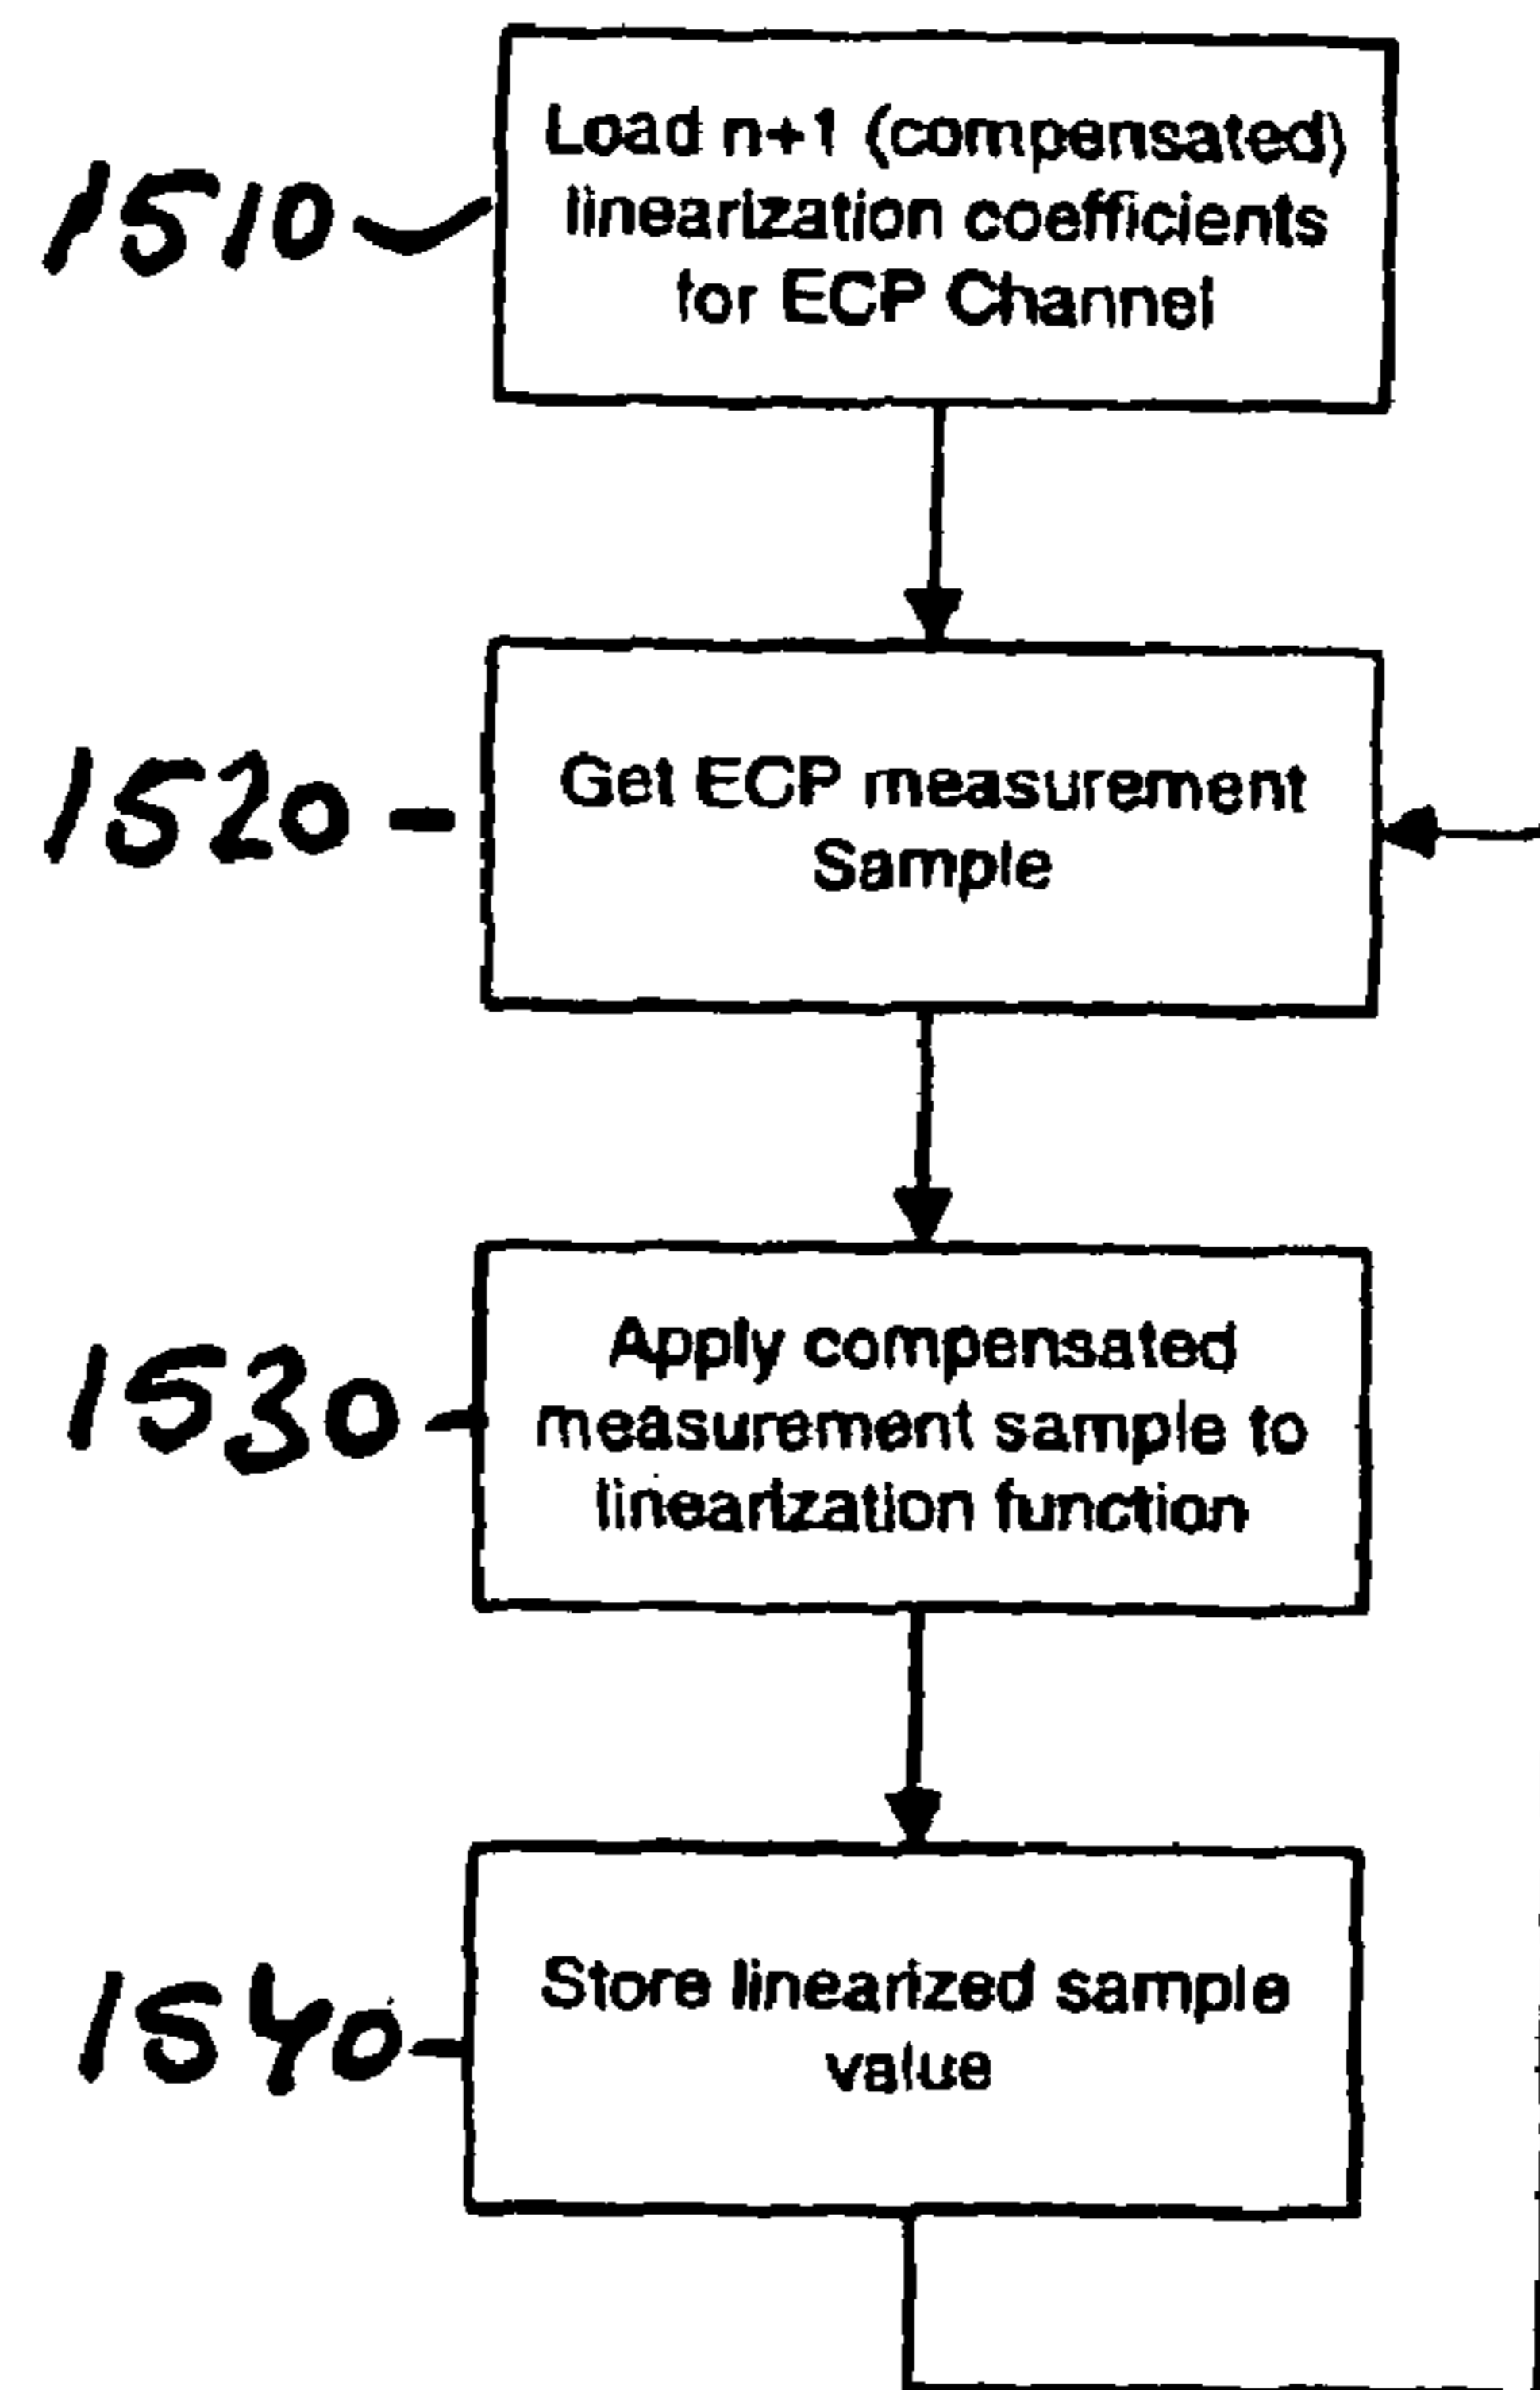 1510
Load n+1 (compensated)
linearization coefficients
for ECP Channel
1520
Get ECP measurement
Sample
1530
Apply compensated
measurement sample to
linearization function
1540
Store linearized sample
value